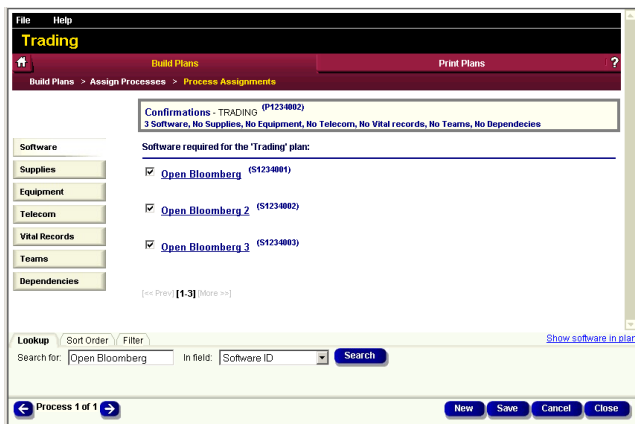 File Help
Trading
Build Plans Print Plans ?
Build Plans > Assign Processes > Process Assignments
Confirmations - TRADING (P1234002)
3 Software, No Supplies, No Equipment, No Telecom, No Vital records, No Teams, No Dependecies
Software
Supplies
Equipment
Telecom
Vital Records
Teams
Dependencies
Software required for the 'Trading' plan:
Open Bloomberg (S1234001)
Open Bloomberg 2 (S1234002)
Open Bloomberg 3 (S1234003)
[<< Prev] [1-3] [More >>]
Lookup Sort Order Filter Show software in plan
Search for: Open Bloomberg In field: Software ID Search
Process 1 of 1 New Save Cancel Close